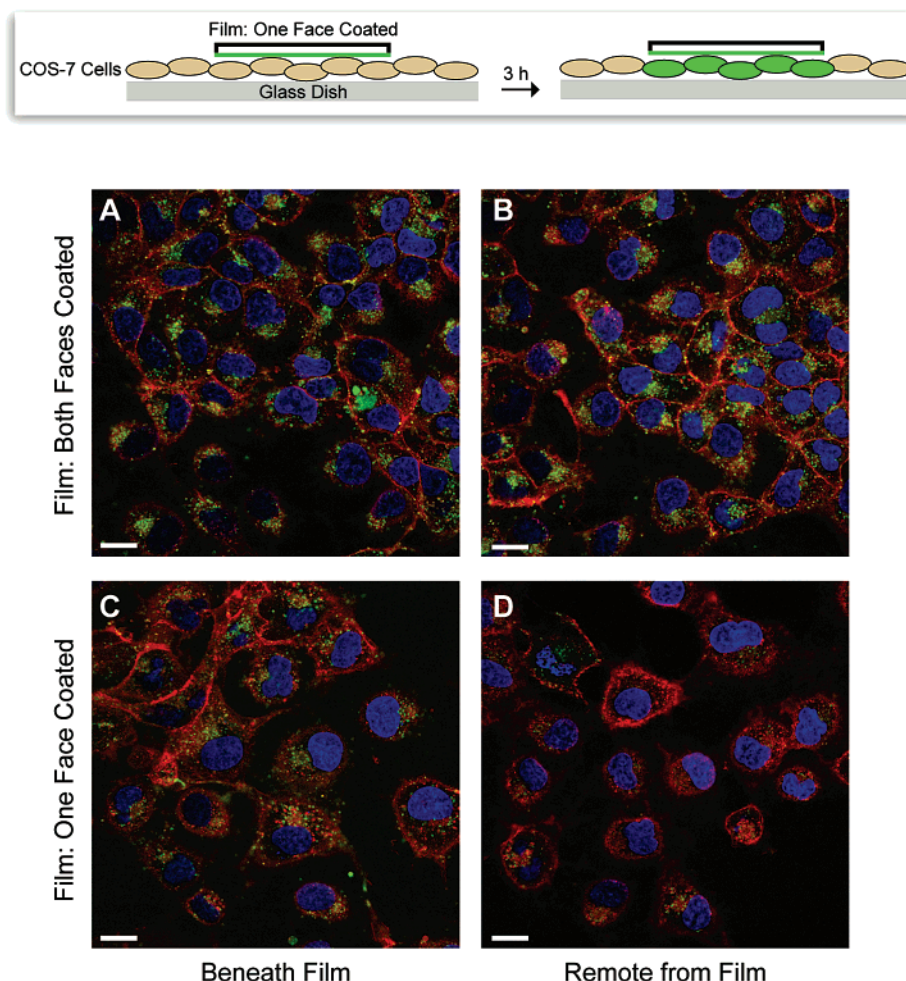 Film: One Face Coated
COS-7 Cells
Glass Dish
3 h
A
B
Film: Both Faces Coated
C
D
Film: One Face Coated
Beneath Film
Remote from Film